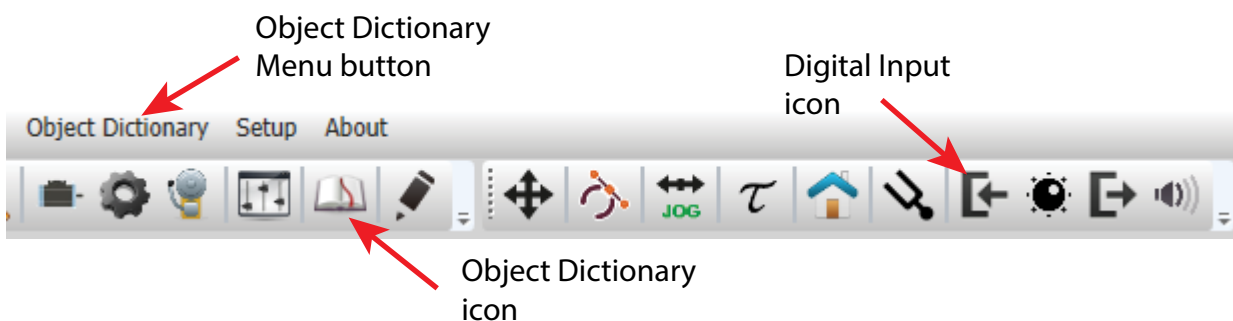 Object Dictionary
Menu button
Digital Input
icon
Object Dictionary Setup About
JOG
τ
Object Dictionary
icon